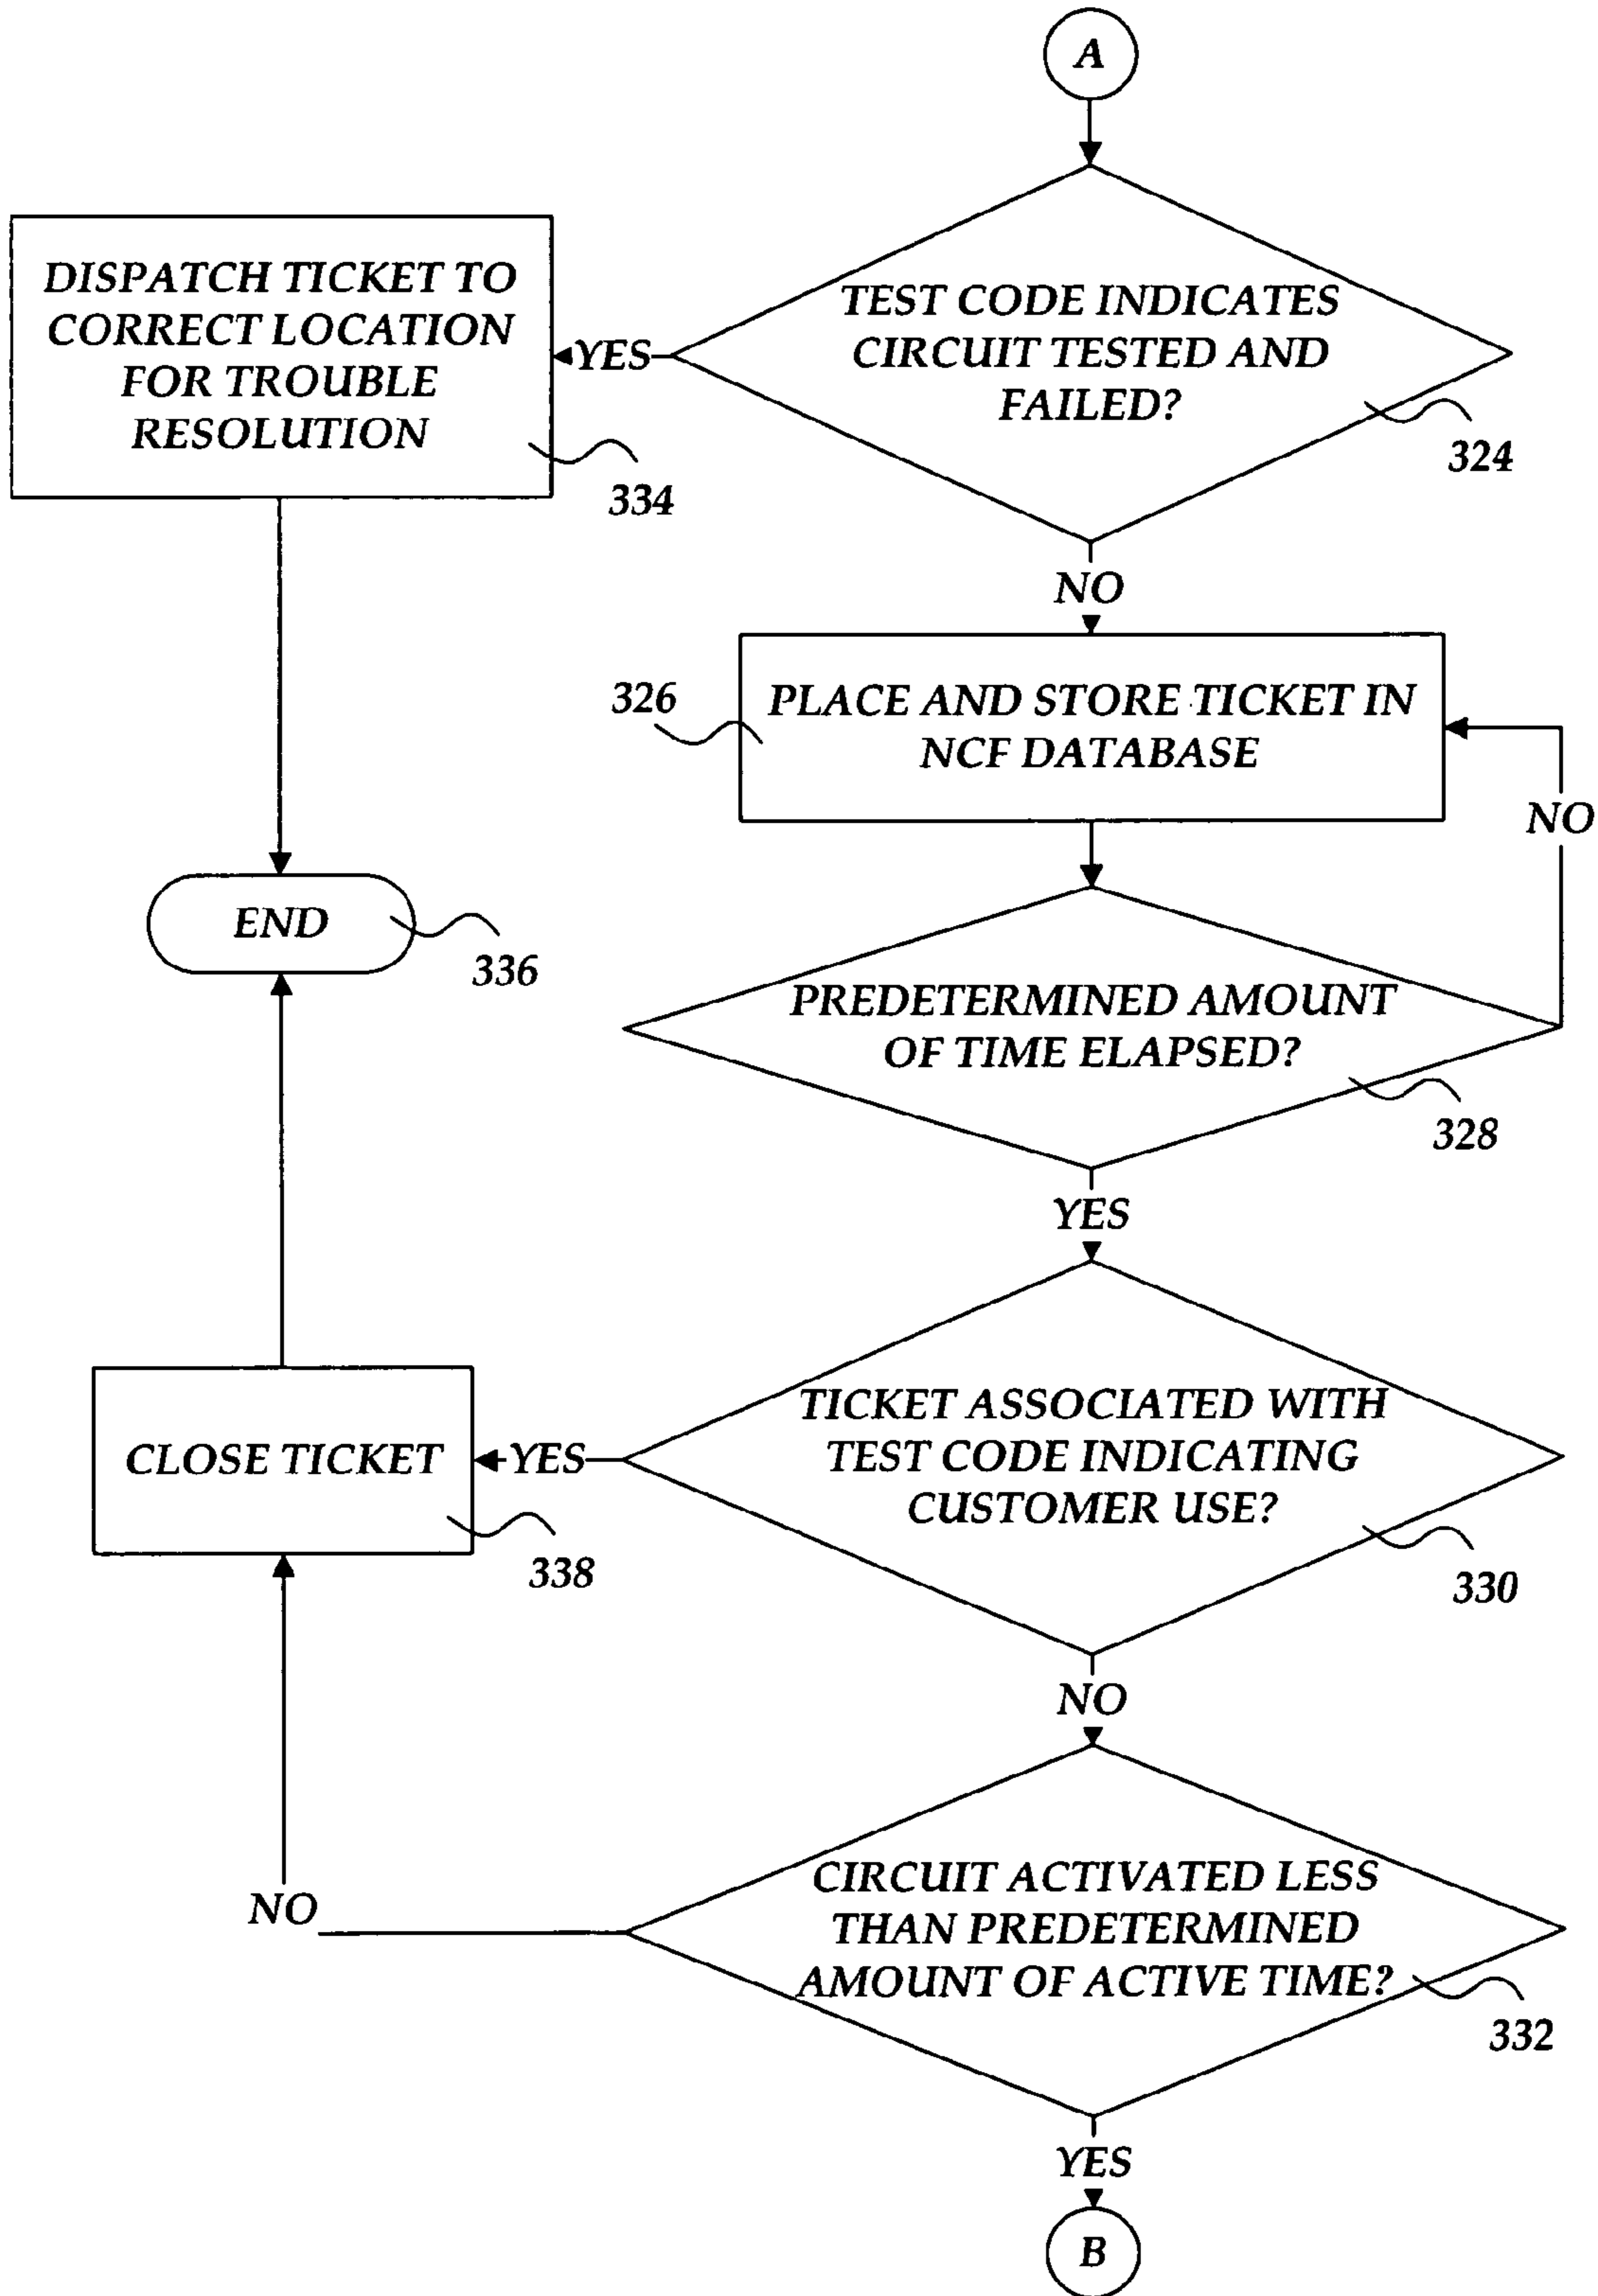 A
TEST CODE INDICATES
CIRCUIT TESTED AND
FAILED?
324
YES
DISPATCH TICKET TO
CORRECT LOCATION
FOR TROUBLE
RESOLUTION
334
NO
326
PLACE AND STORE TICKET IN
NCF DATABASE
NO
END
336
PREDETERMINED AMOUNT
OF TIME ELAPSED?
328
YES
TICKET ASSOCIATED WITH
TEST CODE INDICATING
CUSTOMER USE?
330
YES
CLOSE TICKET
338
NO
CIRCUIT ACTIVATED LESS
THAN PREDETERMINED
AMOUNT OF ACTIVE TIME?
332
NO
YES
B